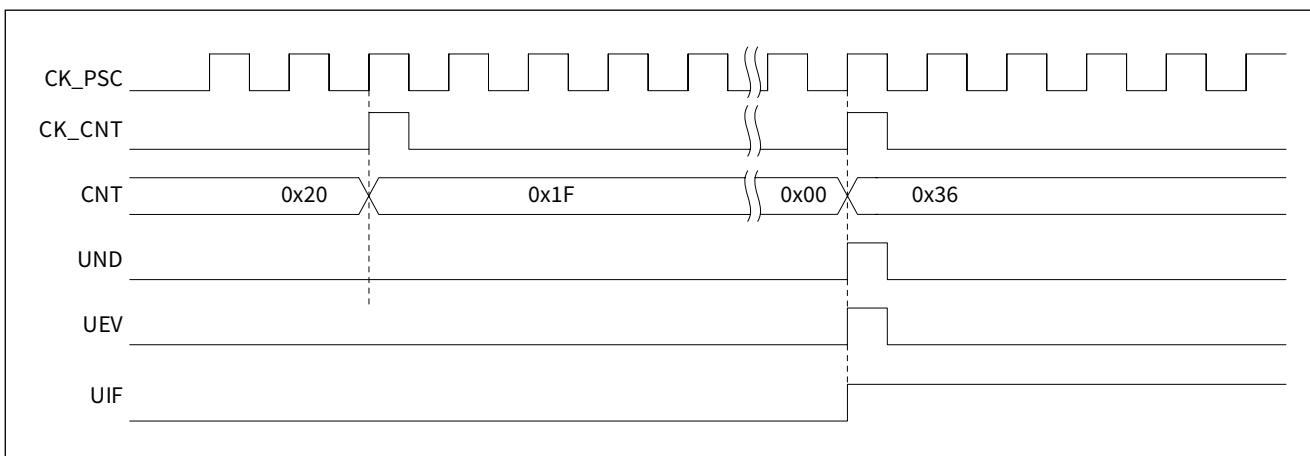 CK_PSC
CK_CNT
CNT 0x20 0x1F 0x00 0x36
UND
UEV
UIF